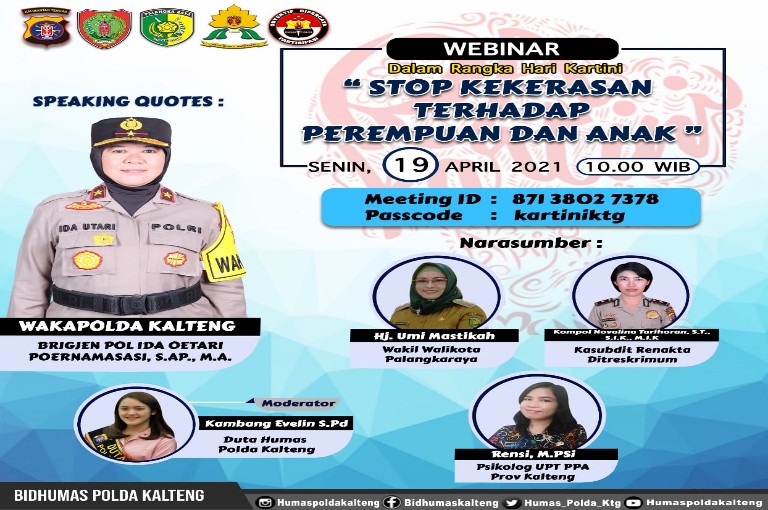 WEBINAR
Dalam Rangka Hari Kartini
“ STOP KEKERASAN
TERHADAP
PEREMPUAN DAN ANAK ”
SENIN, 19 APRIL 2021 10.00 WIB
Meeting ID : 871 3802 7378
Passcode : kartiniktg
SPEAKING QUOTES :
IDA UTARI
POLRI
WAKAPOLDA KALTENG
BRIGJEN POL IDA OETARI
POERNAMASASI, S.AP., M.A.
Narasumber :
Hj. Umi Mastikah
Wakil Walikota
Palangkaraya
Kompol Novalina Tarihoran, S.T.,
S.I.K., M.I.K
Kasubdit Renakta
Ditreskrimum
Moderator
Kambang Evelin S.Pd
Duta Humas
Polda Kalteng
Rensi, M.PSi
Psikolog UPT PPA
Prov Kalteng
BIDHUMAS POLDA KALTENG
Humaspoldakalteng
Bidhumaskalteng
Humas_Polda_Ktg
Humaspoldakalteng